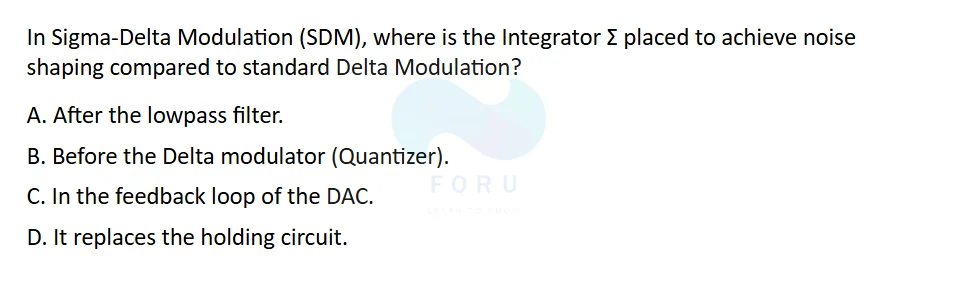 In Sigma-Delta Modulation (SDM), where is the Integrator Σ placed to achieve noise
shaping compared to standard Delta Modulation?
A. After the lowpass filter.
B. Before the Delta modulator (Quantizer).
FORU
C. In the feedback loop of the DAC.
D. It replaces the holding circuit.